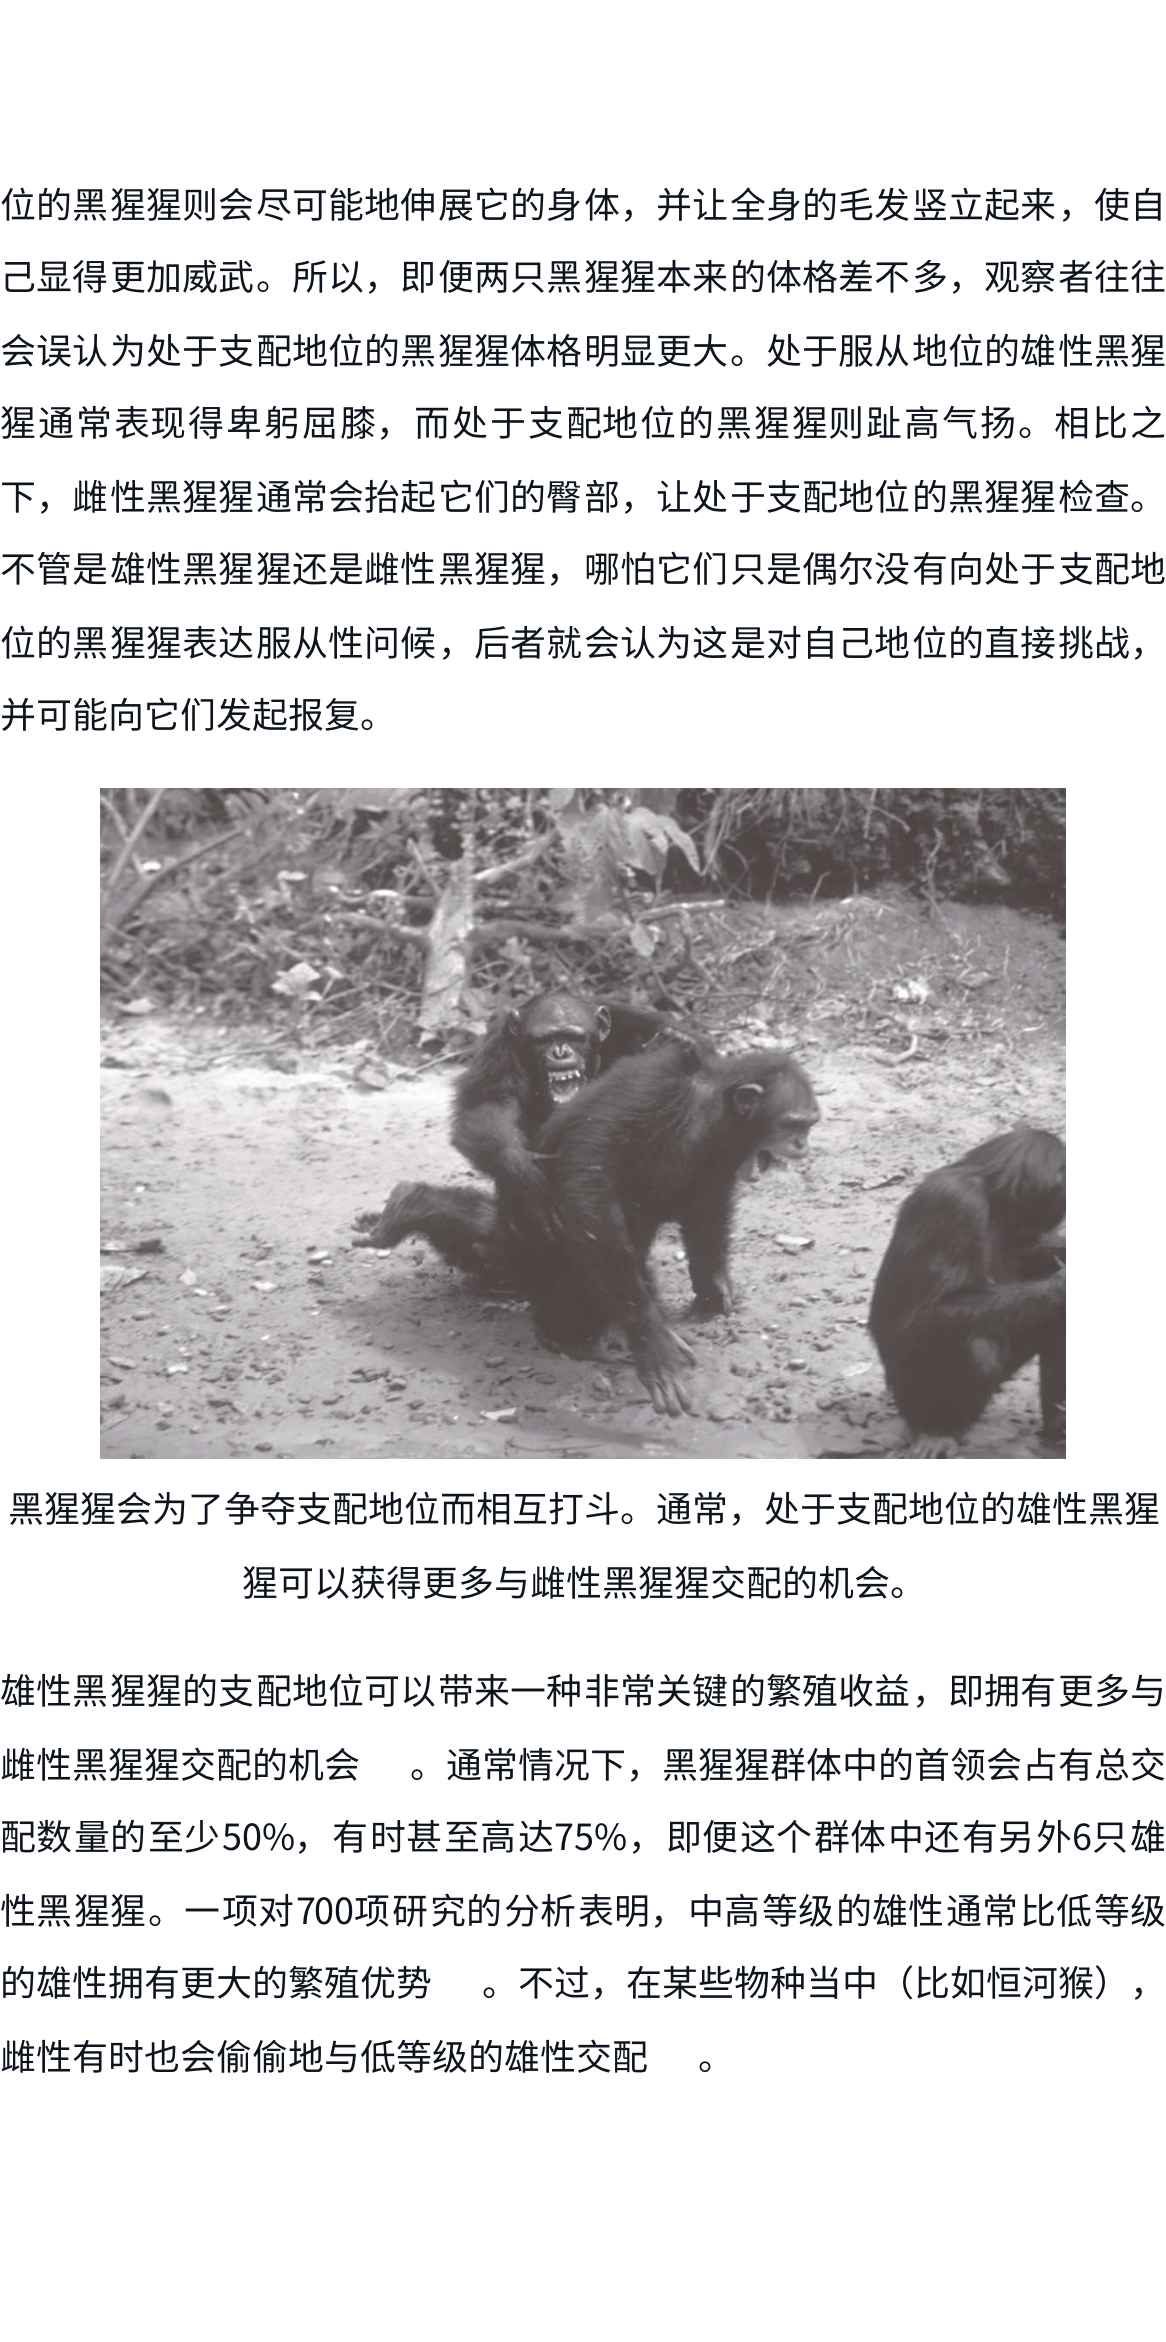 位的黑猩猩则会尽可能地伸展它的身体，并让全身的毛发竖立起来，使自
己显得更加威武。所以，即便两只黑猩猩本来的体格差不多，观察者往往
会误认为处于支配地位的黑猩猩体格明显更大。处于服从地位的雄性黑猩
猩通常表现得卑躬屈膝，而处于支配地位的黑猩猩则趾高气扬。相比之
下，雌性黑猩猩通常会抬起它们的臀部，让处于支配地位的黑猩猩检查。
不管是雄性黑猩猩还是雌性黑猩猩，哪怕它们只是偶尔没有向处于支配地
位的黑猩猩表达服从性问候，后者就会认为这是对自己地位的直接挑战，
并可能向它们发起报复。
黑猩猩会为了争夺支配地位而相互打斗。通常，处于支配地位的雄性黑猩
猩可以获得更多与雌性黑猩猩交配的机会。
雄性黑猩猩的支配地位可以带来一种非常关键的繁殖收益，即拥有更多与
雌性黑猩猩交配的机会　。通常情况下，黑猩猩群体中的首领会占有总交
配数量的至少50%，有时甚至高达75%，即便这个群体中还有另外6只雄
性黑猩猩。一项对700项研究的分析表明，中高等级的雄性通常比低等级
的雄性拥有更大的繁殖优势　。不过，在某些物种当中（比如恒河猴），
雌性有时也会偷偷地与低等级的雄性交配　。